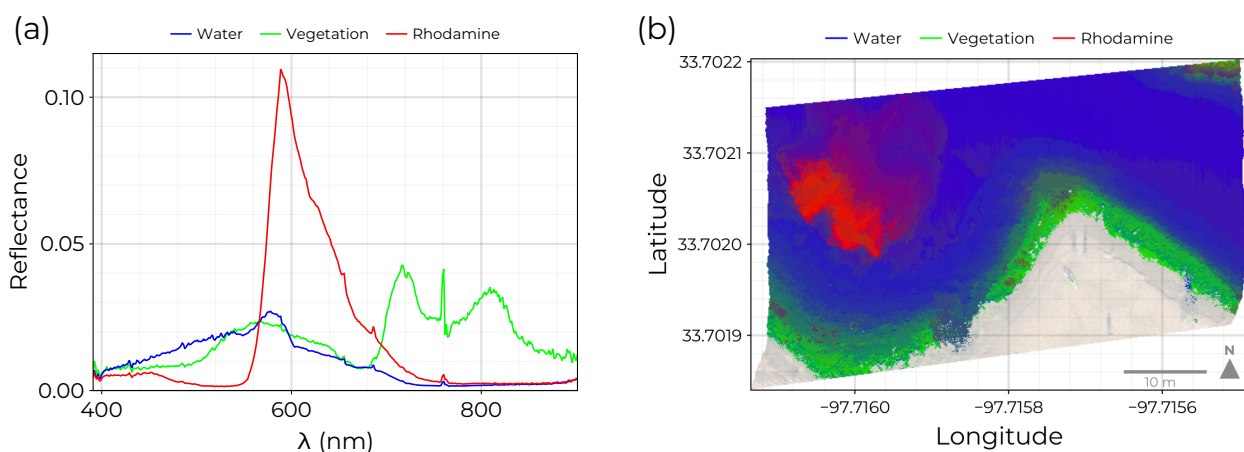 (a)
Water Vegetation Rhodamine
0.10
0.05
0.00
Reflectance
400 600 800
λ (nm)
(b)
Water Vegetation Rhodamine
33.7022
33.7021
33.7020
33.7019
Latitude
N
10 m
−97.7160 −97.7158 −97.7156
Longitude